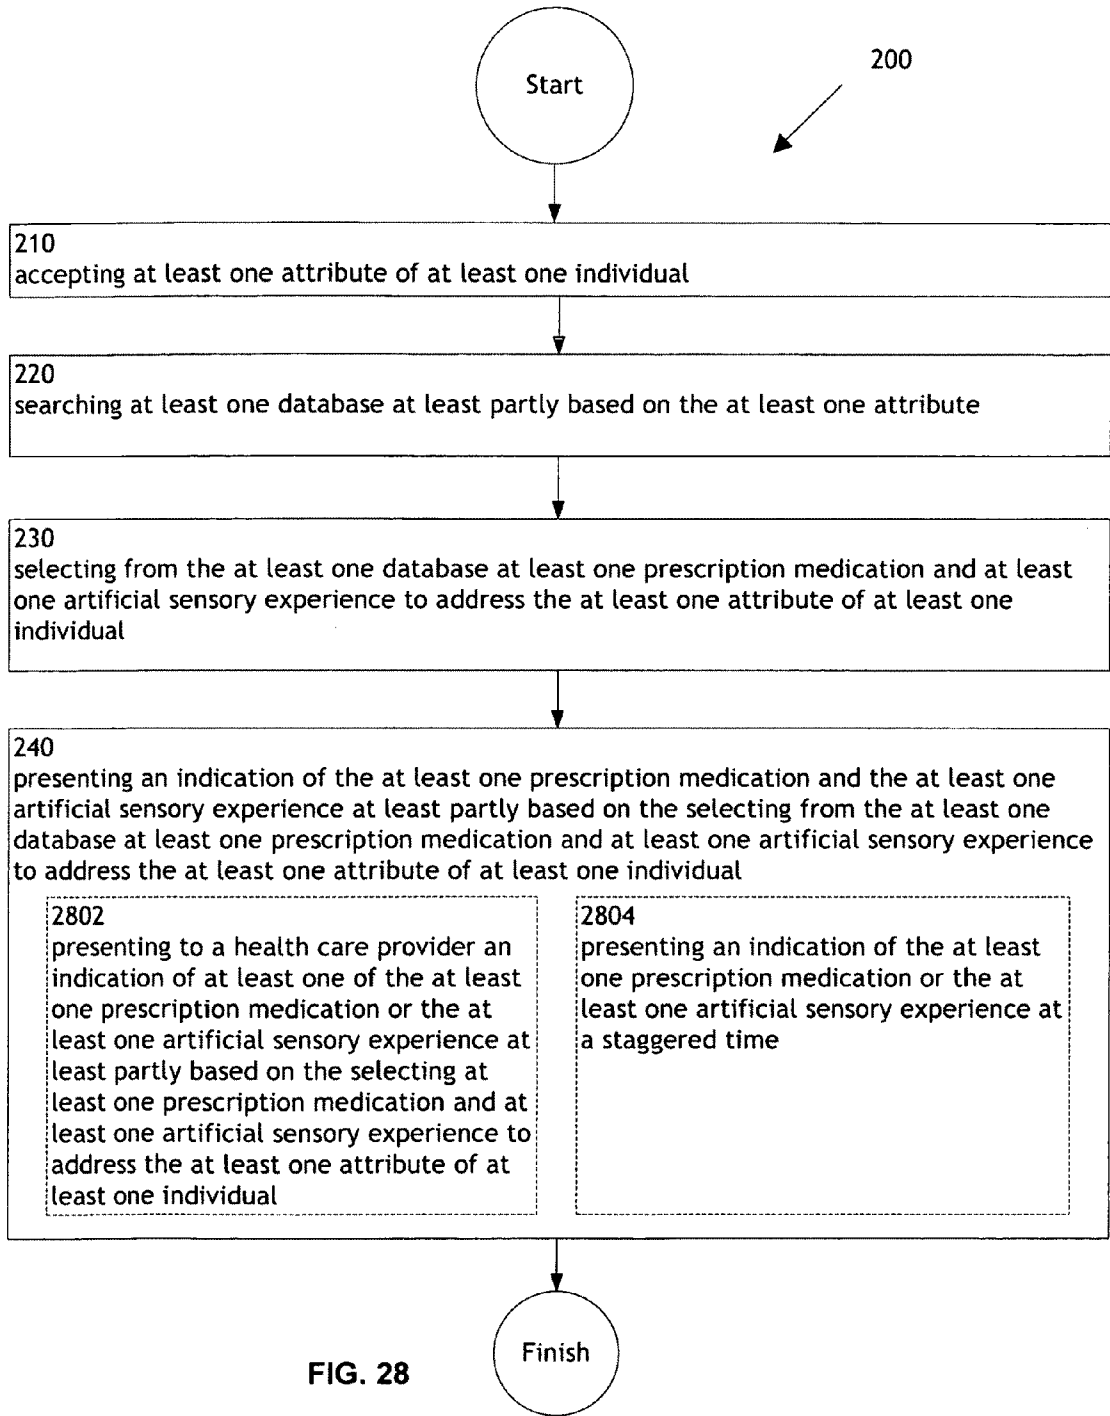 Start
200
210
accepting at least one attribute of at least one individual
220
searching at least one database at least partly based on the at least one attribute
230
selecting from the at least one database at least one prescription medication and at least
one artificial sensory experience to address the at least one attribute of at least one
individual
240
presenting an indication of the at least one prescription medication and the at least one
artificial sensory experience at least partly based on the selecting from the at least one
database at least one prescription medication and at least one artificial sensory experience
to address the at least one attribute of at least one individual
2802
presenting to a health care provider an
indication of at least one of the at least
one prescription medication or the at
least one artificial sensory experience at
least partly based on the selecting at
least one prescription medication and at
least one artificial sensory experience to
address the at least one attribute of at
least one individual
2804
presenting an indication of the at least
one prescription medication or the at
least one artificial sensory experience at
a staggered time
Finish
FIG. 28